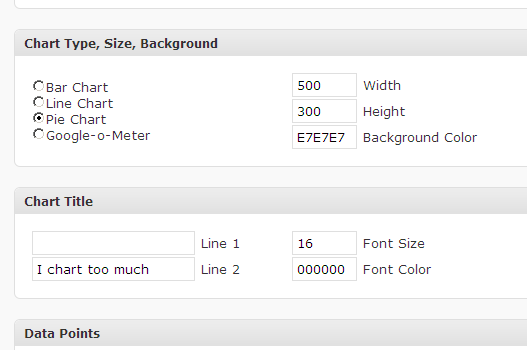 Chart Type, Size, Background
Bar Chart
Line Chart
Pie Chart
Google-o-Meter
500 Width
300 Height
E7E7E7 Background Color
Chart Title
Line 1
I chart too much Line 2
16 Font Size
000000 Font Color
Data Points